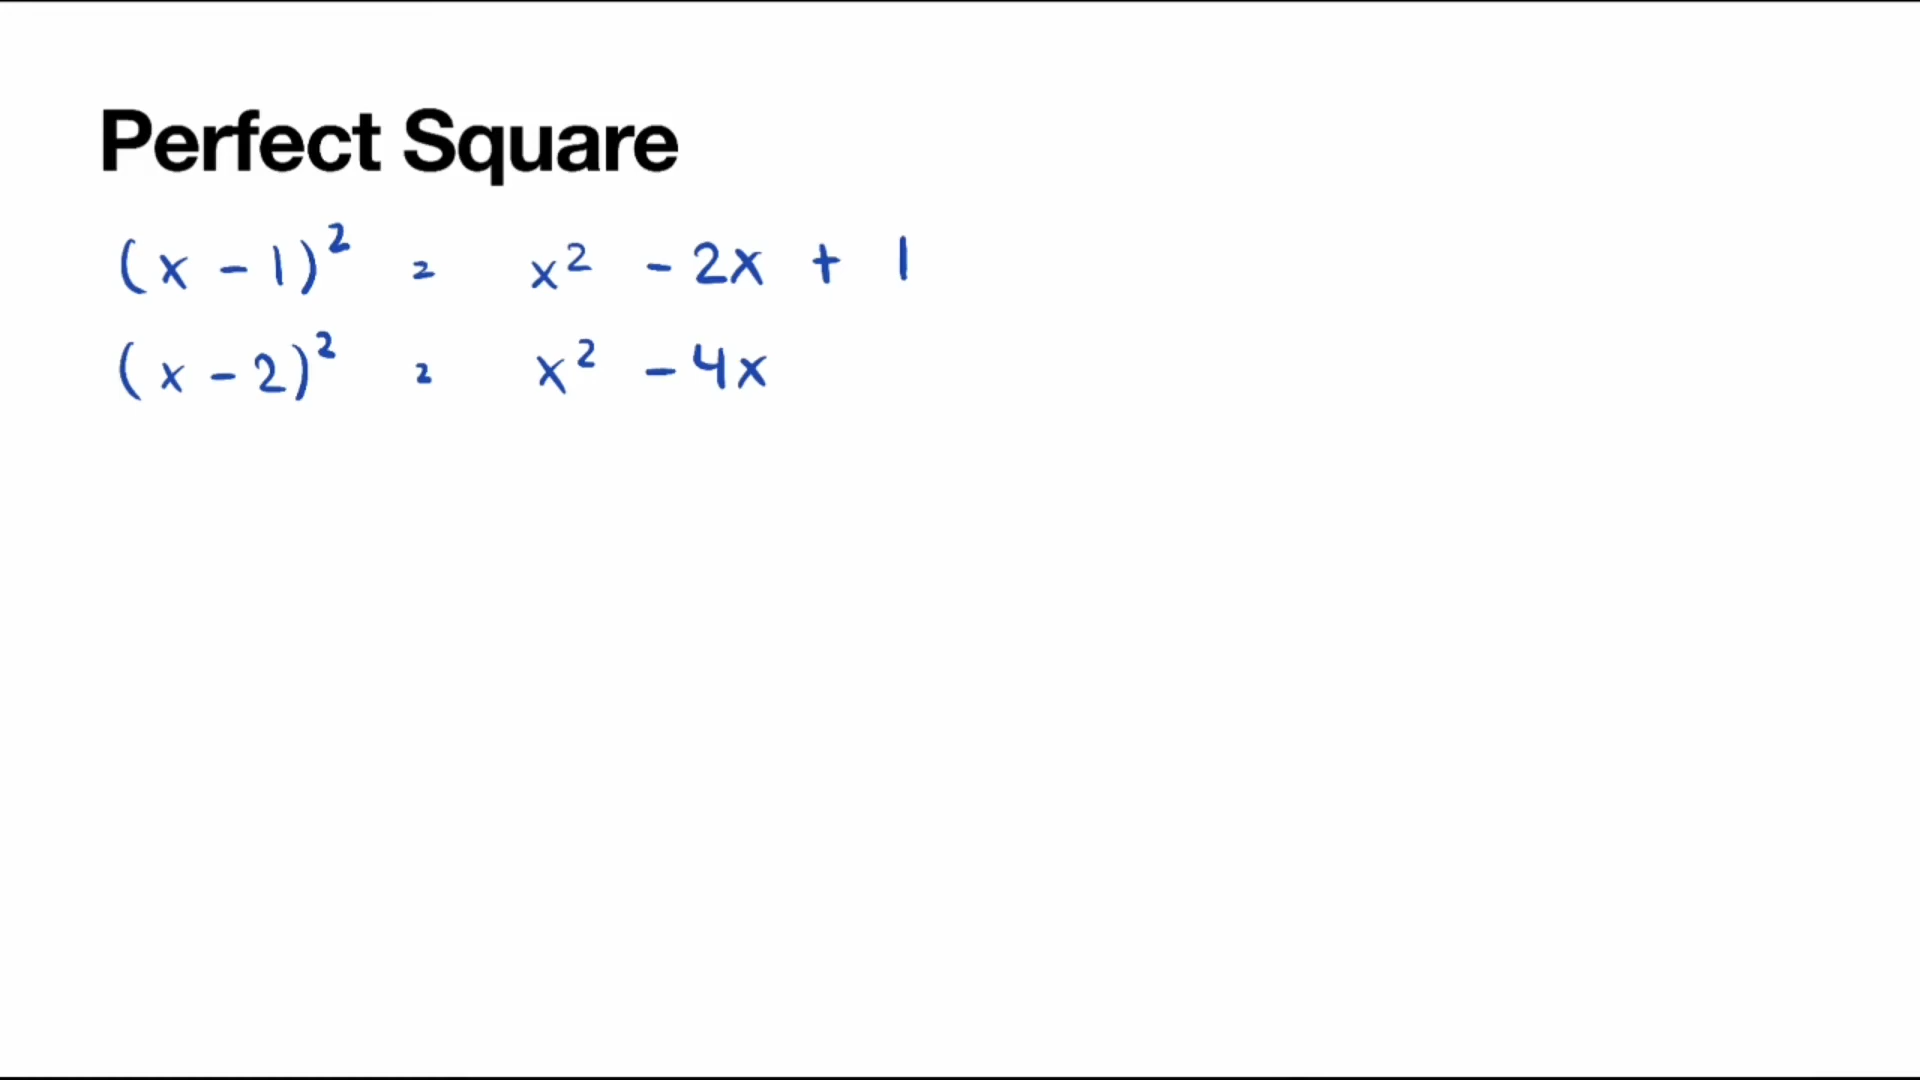 Perfect Square
(x - 1)² = x² - 2x + 1
(x - 2)² = x² - 4x